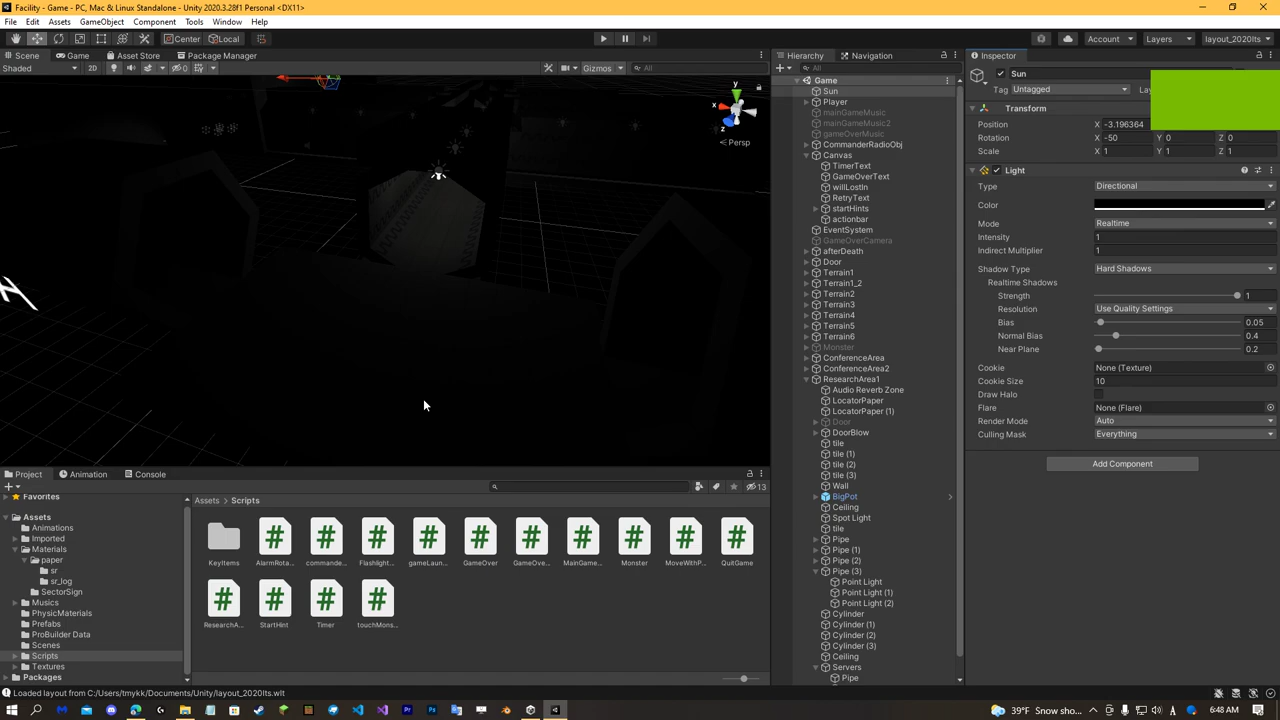 Facility - Game - PC, Mac & Linux Standalone - Unity 2020.3.28f1 Personal <DX11>
File Edit Assets GameObject Component Tools Window Help
Center Local Account Layers layout_2020lts
Scene Game Asset Store Package Manager
Shaded 2D 0 Gizmos All
y
x
z
Persp
Hierarchy Navigation
All
Game
Sun
Player
mainGameMusic
mainGameMusic2
gameOverMusic
CommanderRadioObj
Canvas
TimerText
GameOverText
willLostIn
RetryText
startHints
actionbar
EventSystem
GameOverCamera
afterDeath
Door
Terrain1
Terrain1_2
Terrain2
Terrain3
Terrain4
Terrain5
Terrain6
Monster
ConferenceArea
ConferenceArea2
ResearchArea1
Audio Reverb Zone
LocatorPaper
LocatorPaper (1)
Door
DoorBlow
tile
tile (1)
tile (2)
tile (3)
Wall
BigPot
Ceiling
Spot Light
tile
Pipe
Pipe (1)
Pipe (2)
Pipe (3)
Point Light
Point Light (1)
Point Light (2)
Cylinder
Cylinder (1)
Cylinder (2)
Cylinder (3)
Ceiling
Servers
Pipe
Inspector
Sun
Tag Untagged Lay
Transform
Position X -3.196364
Rotation X -50 Y 0 Z 0
Scale X 1 Y 1 Z 1
Light
Type Directional
Color
Mode Realtime
Intensity 1
Indirect Multiplier 1
Shadow Type Hard Shadows
Realtime Shadows
Strength 1
Resolution Use Quality Settings
Bias 0.05
Normal Bias 0.4
Near Plane 0.2
Cookie None (Texture)
Cookie Size 10
Draw Halo
Flare None (Flare)
Render Mode Auto
Culling Mask Everything
Add Component
Project Animation Console
13
Favorites
Assets
Animations
Imported
Materials
paper
sr
sr_log
SectorSign
Musics
PhysicMaterials
Prefabs
ProBuilder Data
Scenes
Scripts
Textures
Packages
Assets Scripts
KeyItems AlarmRota... commande... Flashlight... gameLaun... GameOver GameOve... MainGame... Monster MoveWithP... QuitGame
ResearchA... StartHint Timer touchMons...
Loaded layout from C:/Users/tmykk/Documents/Unity/layout_2020lts.wlt
39°F Snow sho... 6:48 AM